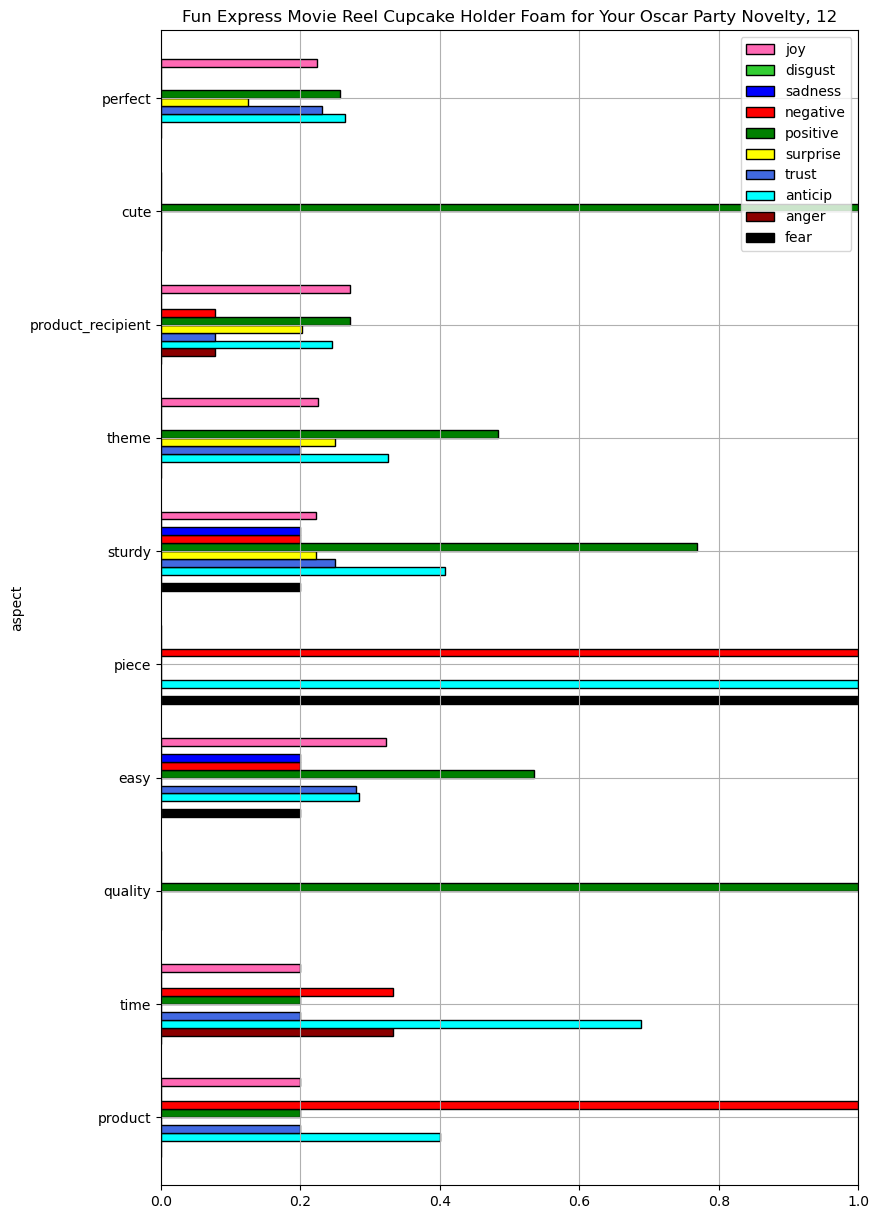 Fun Express Movie Reel Cupcake Holder Foam for Your Oscar Party Novelty, 12
joy
disgust
sadness
negative
positive
surprise
trust
anticip
anger
fear
aspect
perfect
cute
product_recipient
theme
sturdy
piece
easy
quality
time
product
0.0 0.2 0.4 0.6 0.8 1.0